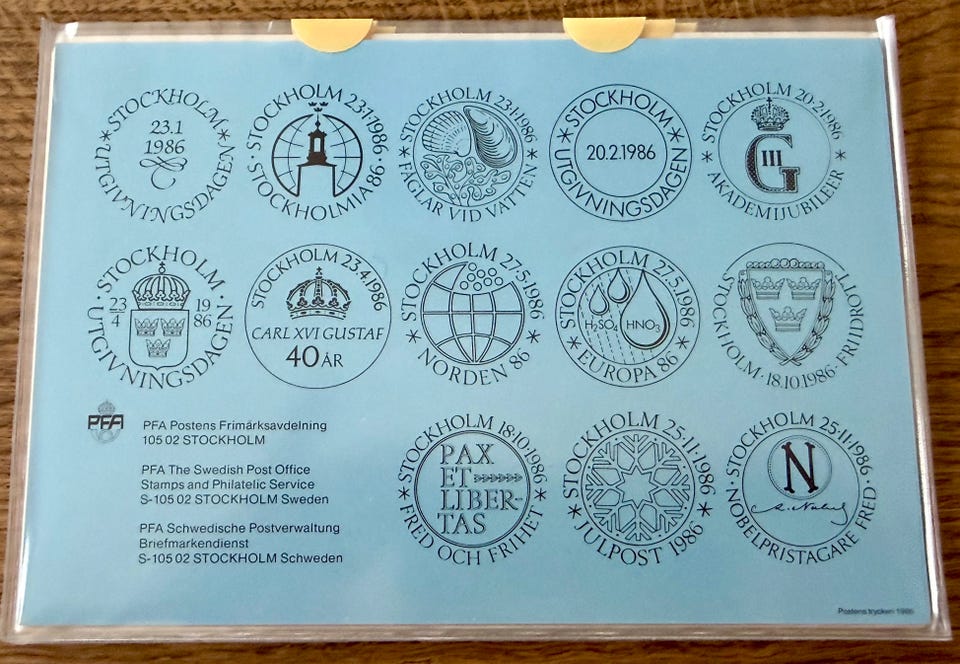 STOCKHOLM
23.1
1986
UTGIVNINGSDAGEN
STOCKHOLM 23·1·1986
STOCKHOLMIA 86
STOCKHOLM 23·1·1986
FÅGLAR VID VATTEN
STOCKHOLM
20.2.1986
UTGIVNINGSDAGEN
STOCKHOLM 20·2·1986
G III
AKADEMIJUBILEER
STOCKHOLM
23
4
19
86
UTGIVNINGSDAGEN
STOCKHOLM 23.4.1986
CARL XVI GUSTAF
40 ÅR
STOCKHOLM 27.5.1986
NORDEN 86
STOCKHOLM 27.5.1986
H₂SO₄
HNO₃
EUROPA 86
STOCKHOLM · 18.10.1986 · FRIDROTT
PFA
PFA Postens Frimärksavdelning
105 02 STOCKHOLM
PFA The Swedish Post Office
Stamps and Philatelic Service
S-105 02 STOCKHOLM Sweden
PFA Schwedische Postverwaltung
Briefmarkendienst
S-105 02 STOCKHOLM Schweden
STOCKHOLM 18·10·1986
PAX
ET
LIBER-
TAS
FRED OCH FRIHET
STOCKHOLM 25·11·1986
JULPOST 1986
STOCKHOLM 25·11·1986
N
NOBELPRISTAGARE FRED
Postens tryckeri 1986